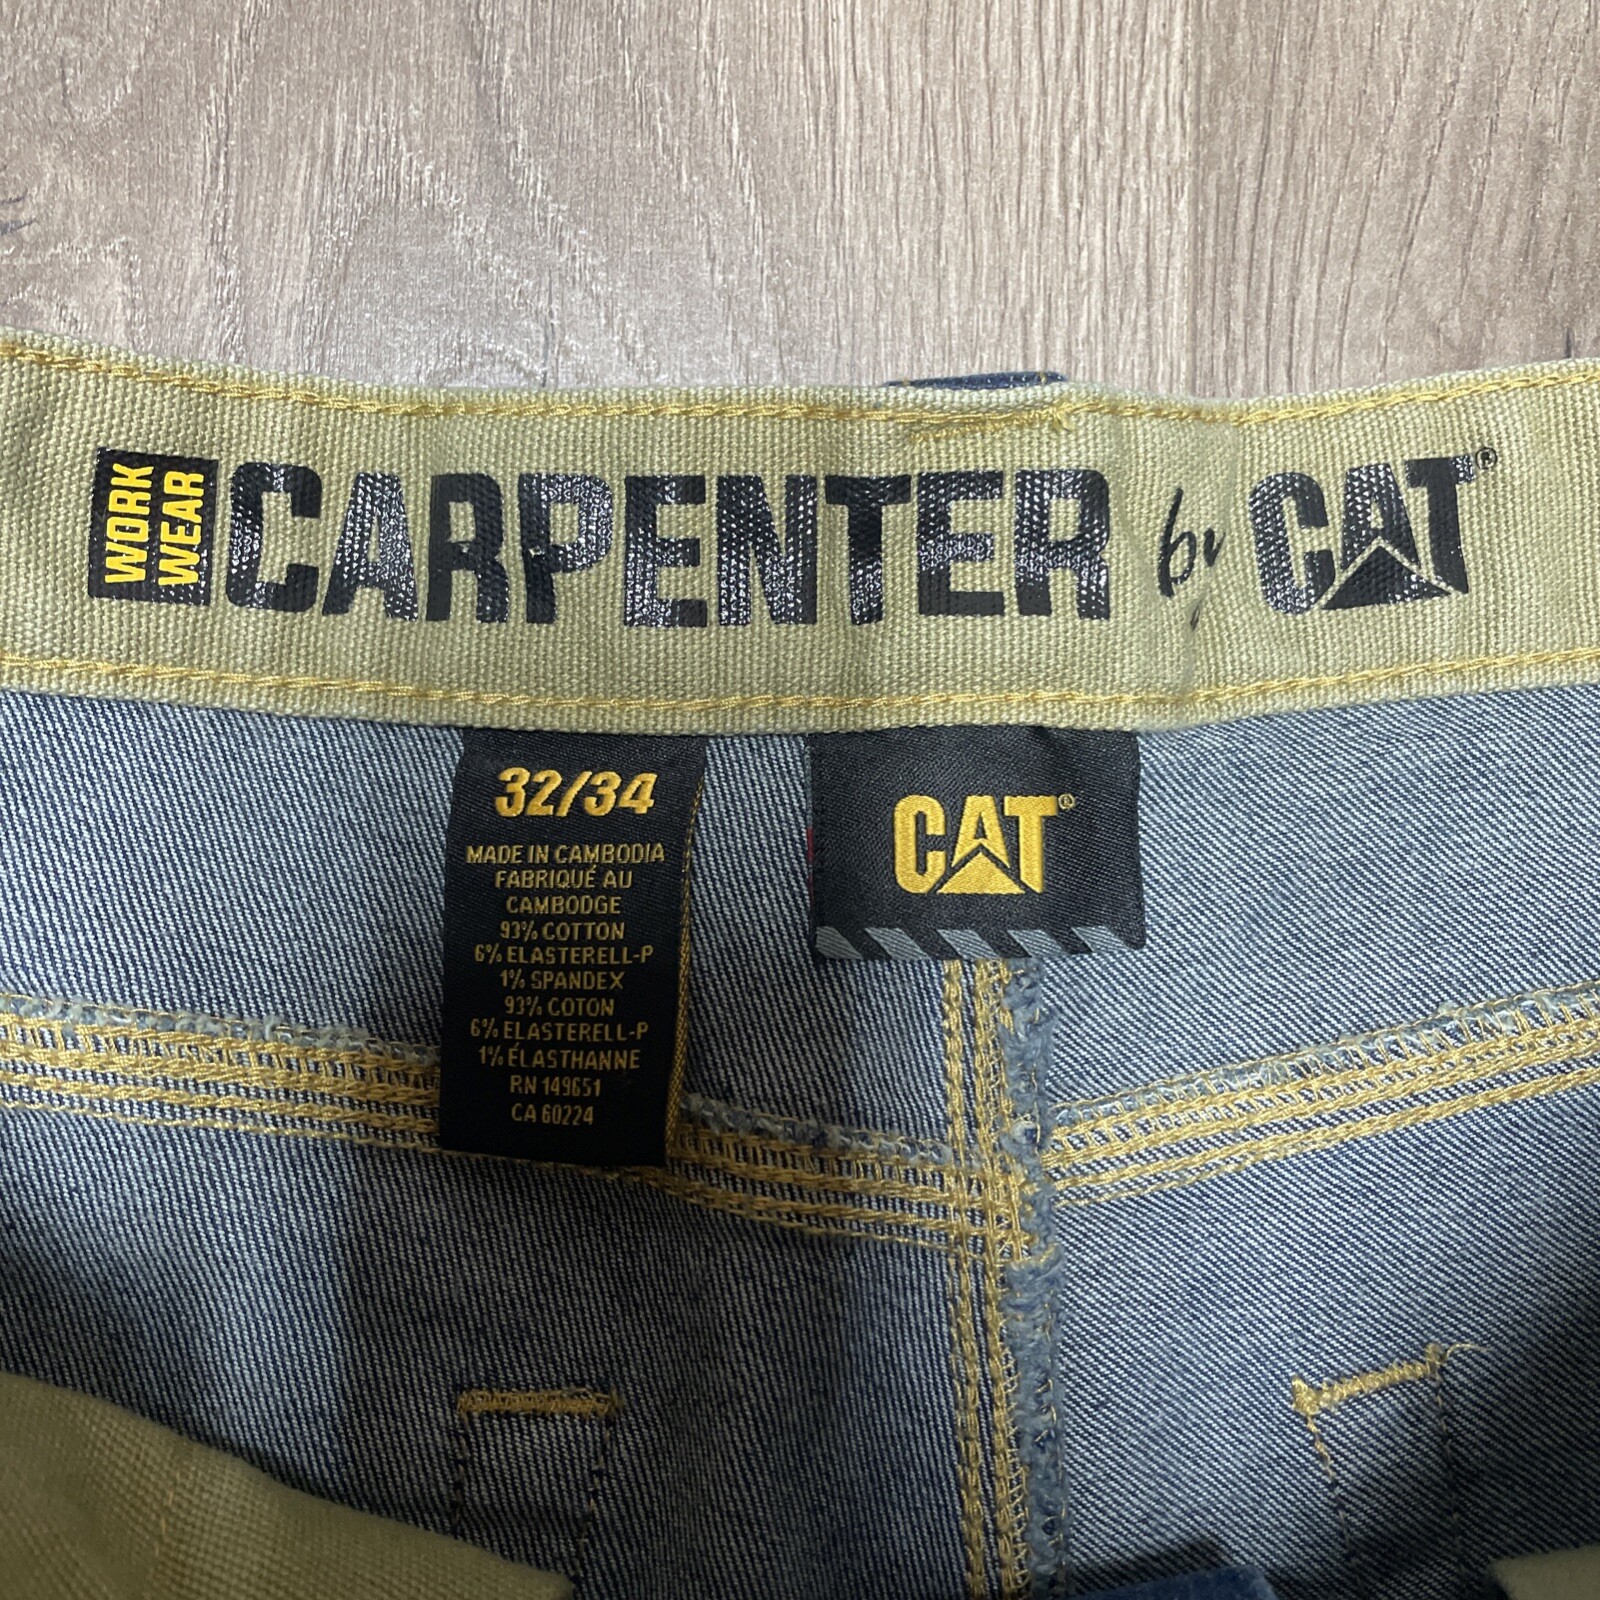 WORK
WEAR
CARPENTER by CAT®
32/34
MADE IN CAMBODIA
FABRIQUÉ AU
CAMBODGE
93% COTTON
6% ELASTERELL-P
1% SPANDEX
93% COTON
6% ELASTERELL-P
1% ÉLASTHANNE
RN 149651
CA 60224
CAT®